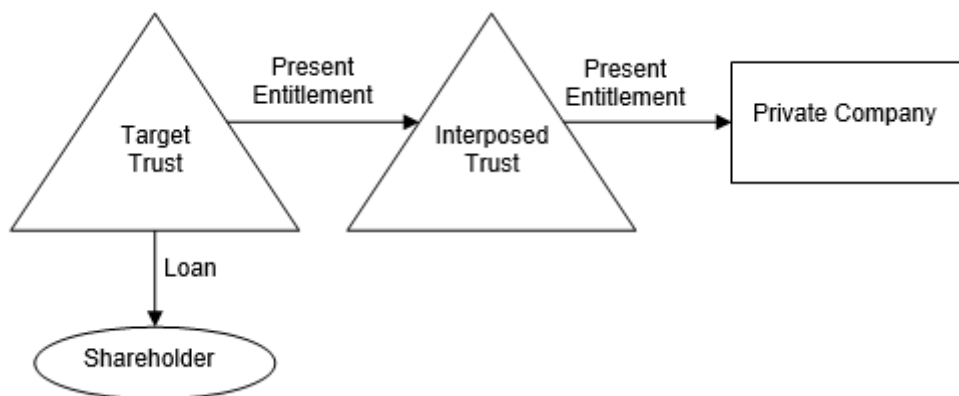 Present
Entitlement
Present
Entitlement
Target
Trust
Interposed
Trust
Private Company
Loan
Shareholder